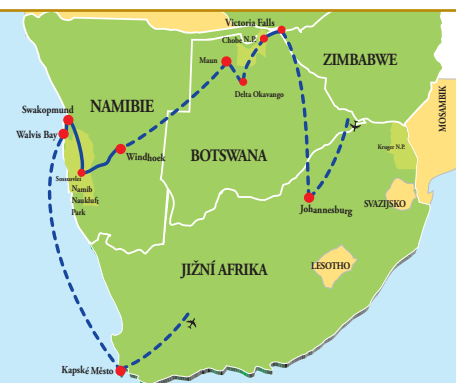 Victoria Falls
Chobe N.P.
ZIMBABWE
Maun
Delta Okavango
MOSAMBIK
Swakopmund
NAMIBIE
Walvis Bay
Windhoek
BOTSWANA
Kruger N.P.
Sossusvlei
Namib
Naukluft
Park
Johannesburg
SVAZIJSKO
JIŽNÍ AFRIKA
LESOTHO
Kapské Město